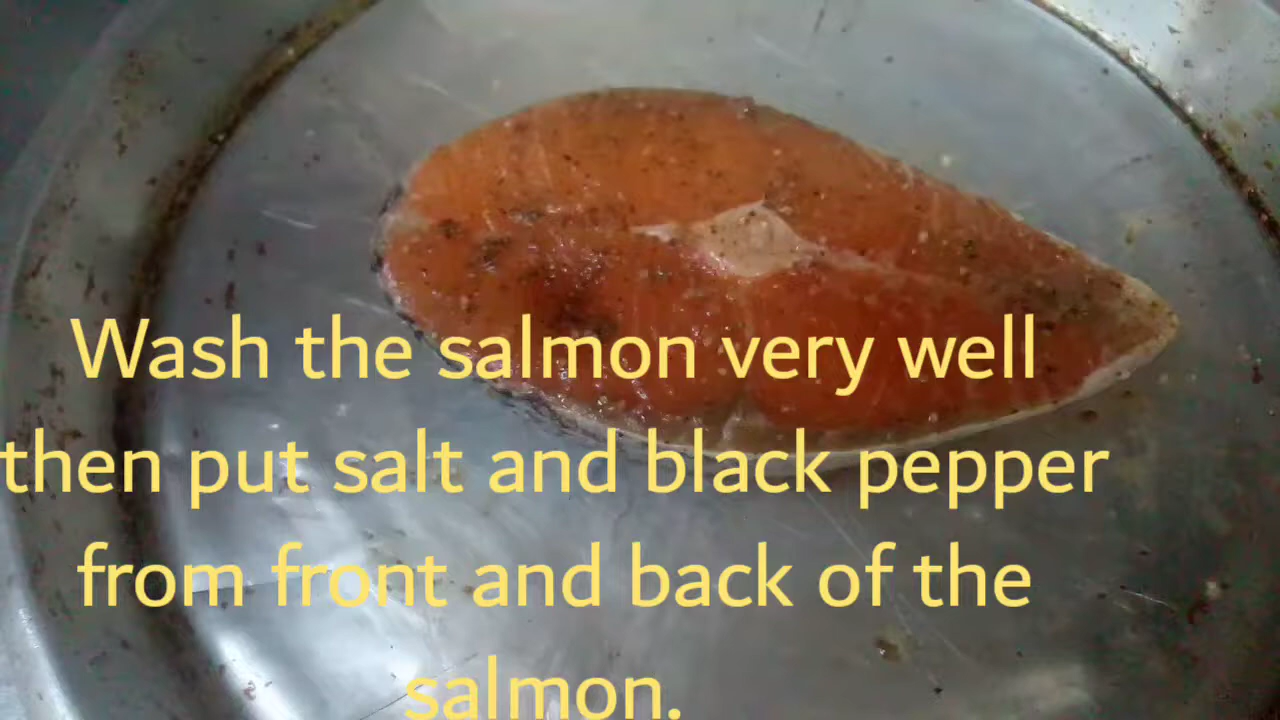 Wash the salmon very well
then put salt and black pepper
from front and back of the
salmon.